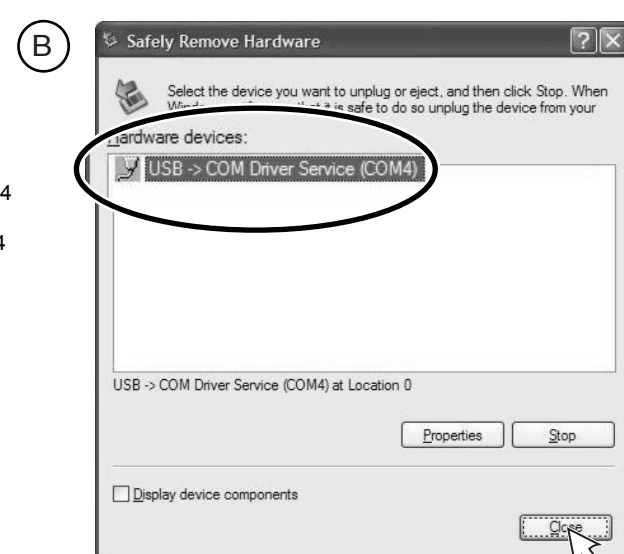 B
Safely Remove Hardware
Select the device you want to unplug or eject, and then click Stop. When
it is safe to do so unplug the device from your
Hardware devices:
USB -> COM Driver Service (COM4)
4
4
USB -> COM Driver Service (COM4) at Location 0
Properties Stop
Display device components
Close